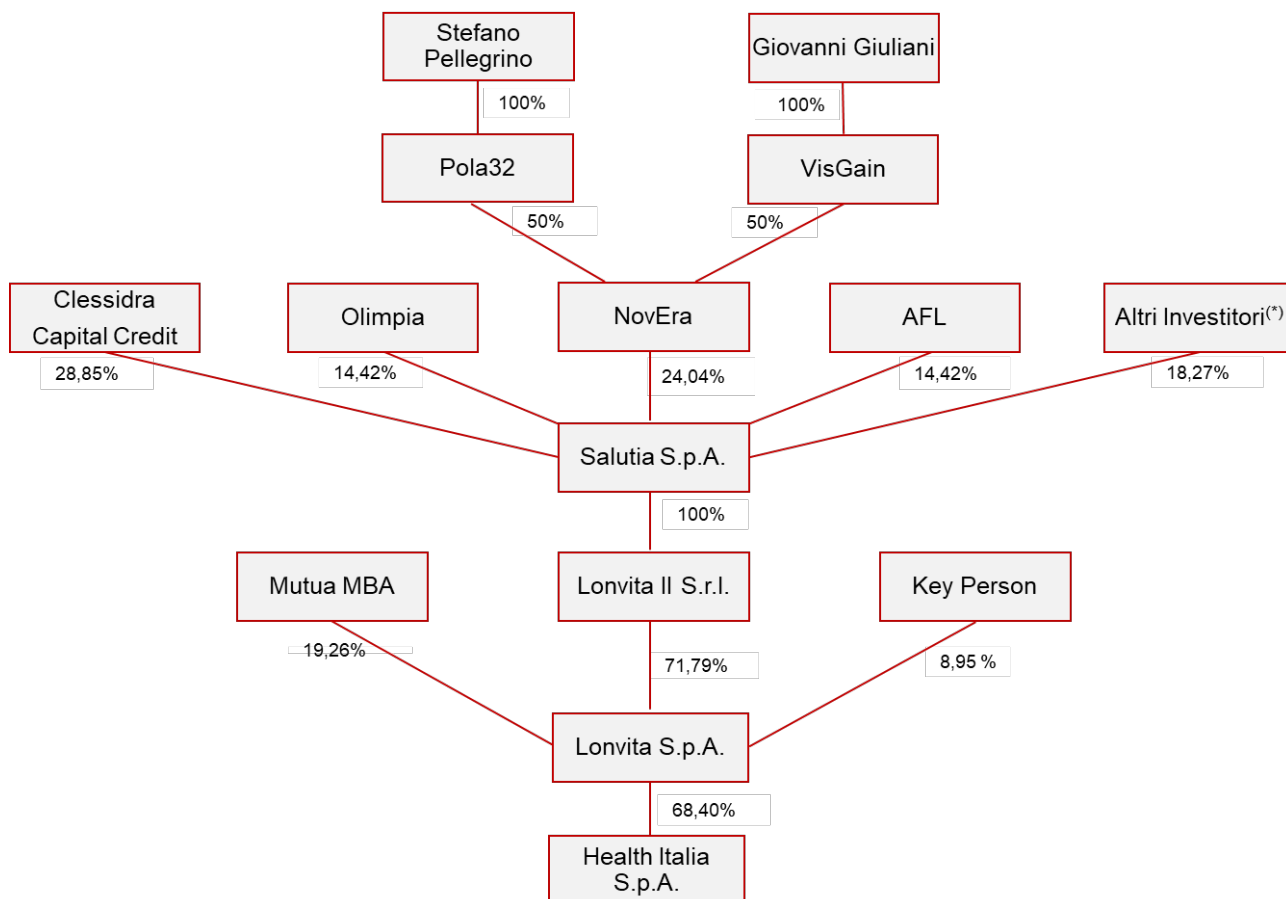 Stefano
Pellegrino
Giovanni Giuliani
100%
100%
Pola32
VisGain
50%
50%
Clessidra
Capital Credit
Olimpia
NovEra
AFL
Altri Investitori(*)
28,85%
14,42%
24,04%
14,42%
18,27%
Salutia S.p.A.
100%
Mutua MBA
Lonvita II S.r.l.
Key Person
19,26%
71,79%
8,95 %
Lonvita S.p.A.
68,40%
Health Italia
S.p.A.